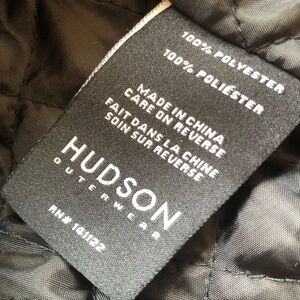 100% POLYESTER
100% POLIÉSTER
MADE IN CHINA
CARE ON REVERSE
FAIT DANS LA CHINE
SOIN SUR REVERSE
HUDSON
OUTERWEAR
RN# 101122